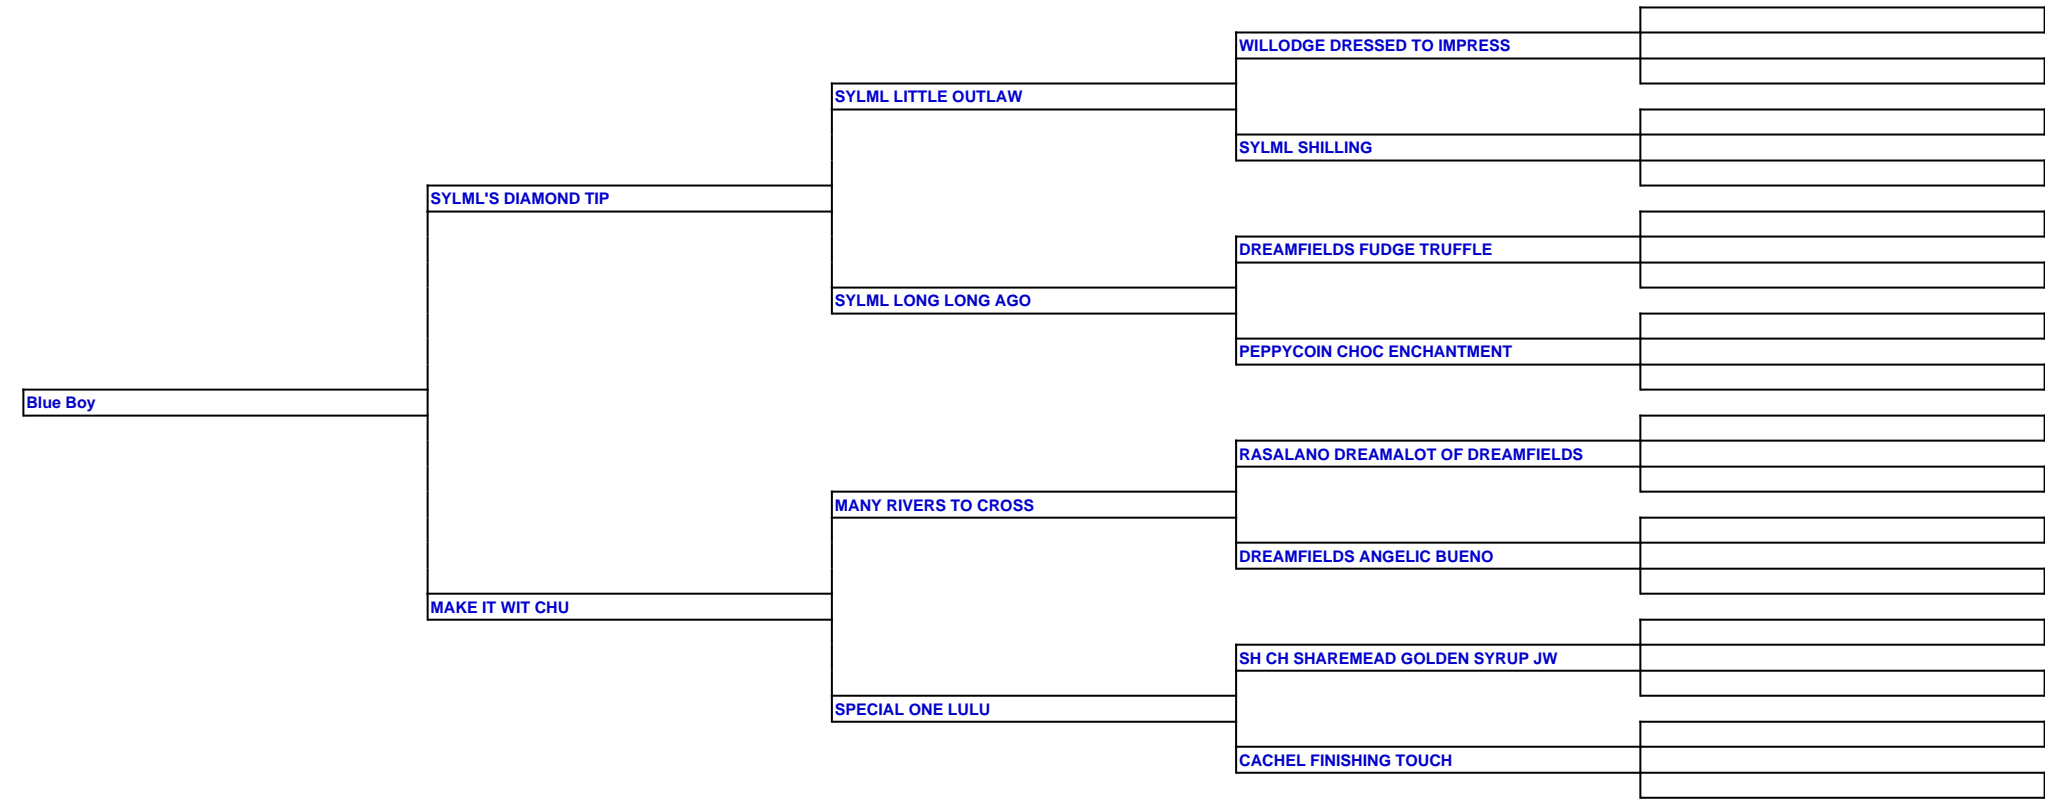 WILLODGE DRESSED TO IMPRESS
SYLML LITTLE OUTLAW
SYLML SHILLING
SYLML'S DIAMOND TIP
DREAMFIELDS FUDGE TRUFFLE
SYLML LONG LONG AGO
PEPPYCOIN CHOC ENCHANTMENT
Blue Boy
RASALANO DREAMALOT OF DREAMFIELDS
MANY RIVERS TO CROSS
DREAMFIELDS ANGELIC BUENO
MAKE IT WIT CHU
SH CH SHAREMEAD GOLDEN SYRUP JW
SPECIAL ONE LULU
CACHEL FINISHING TOUCH